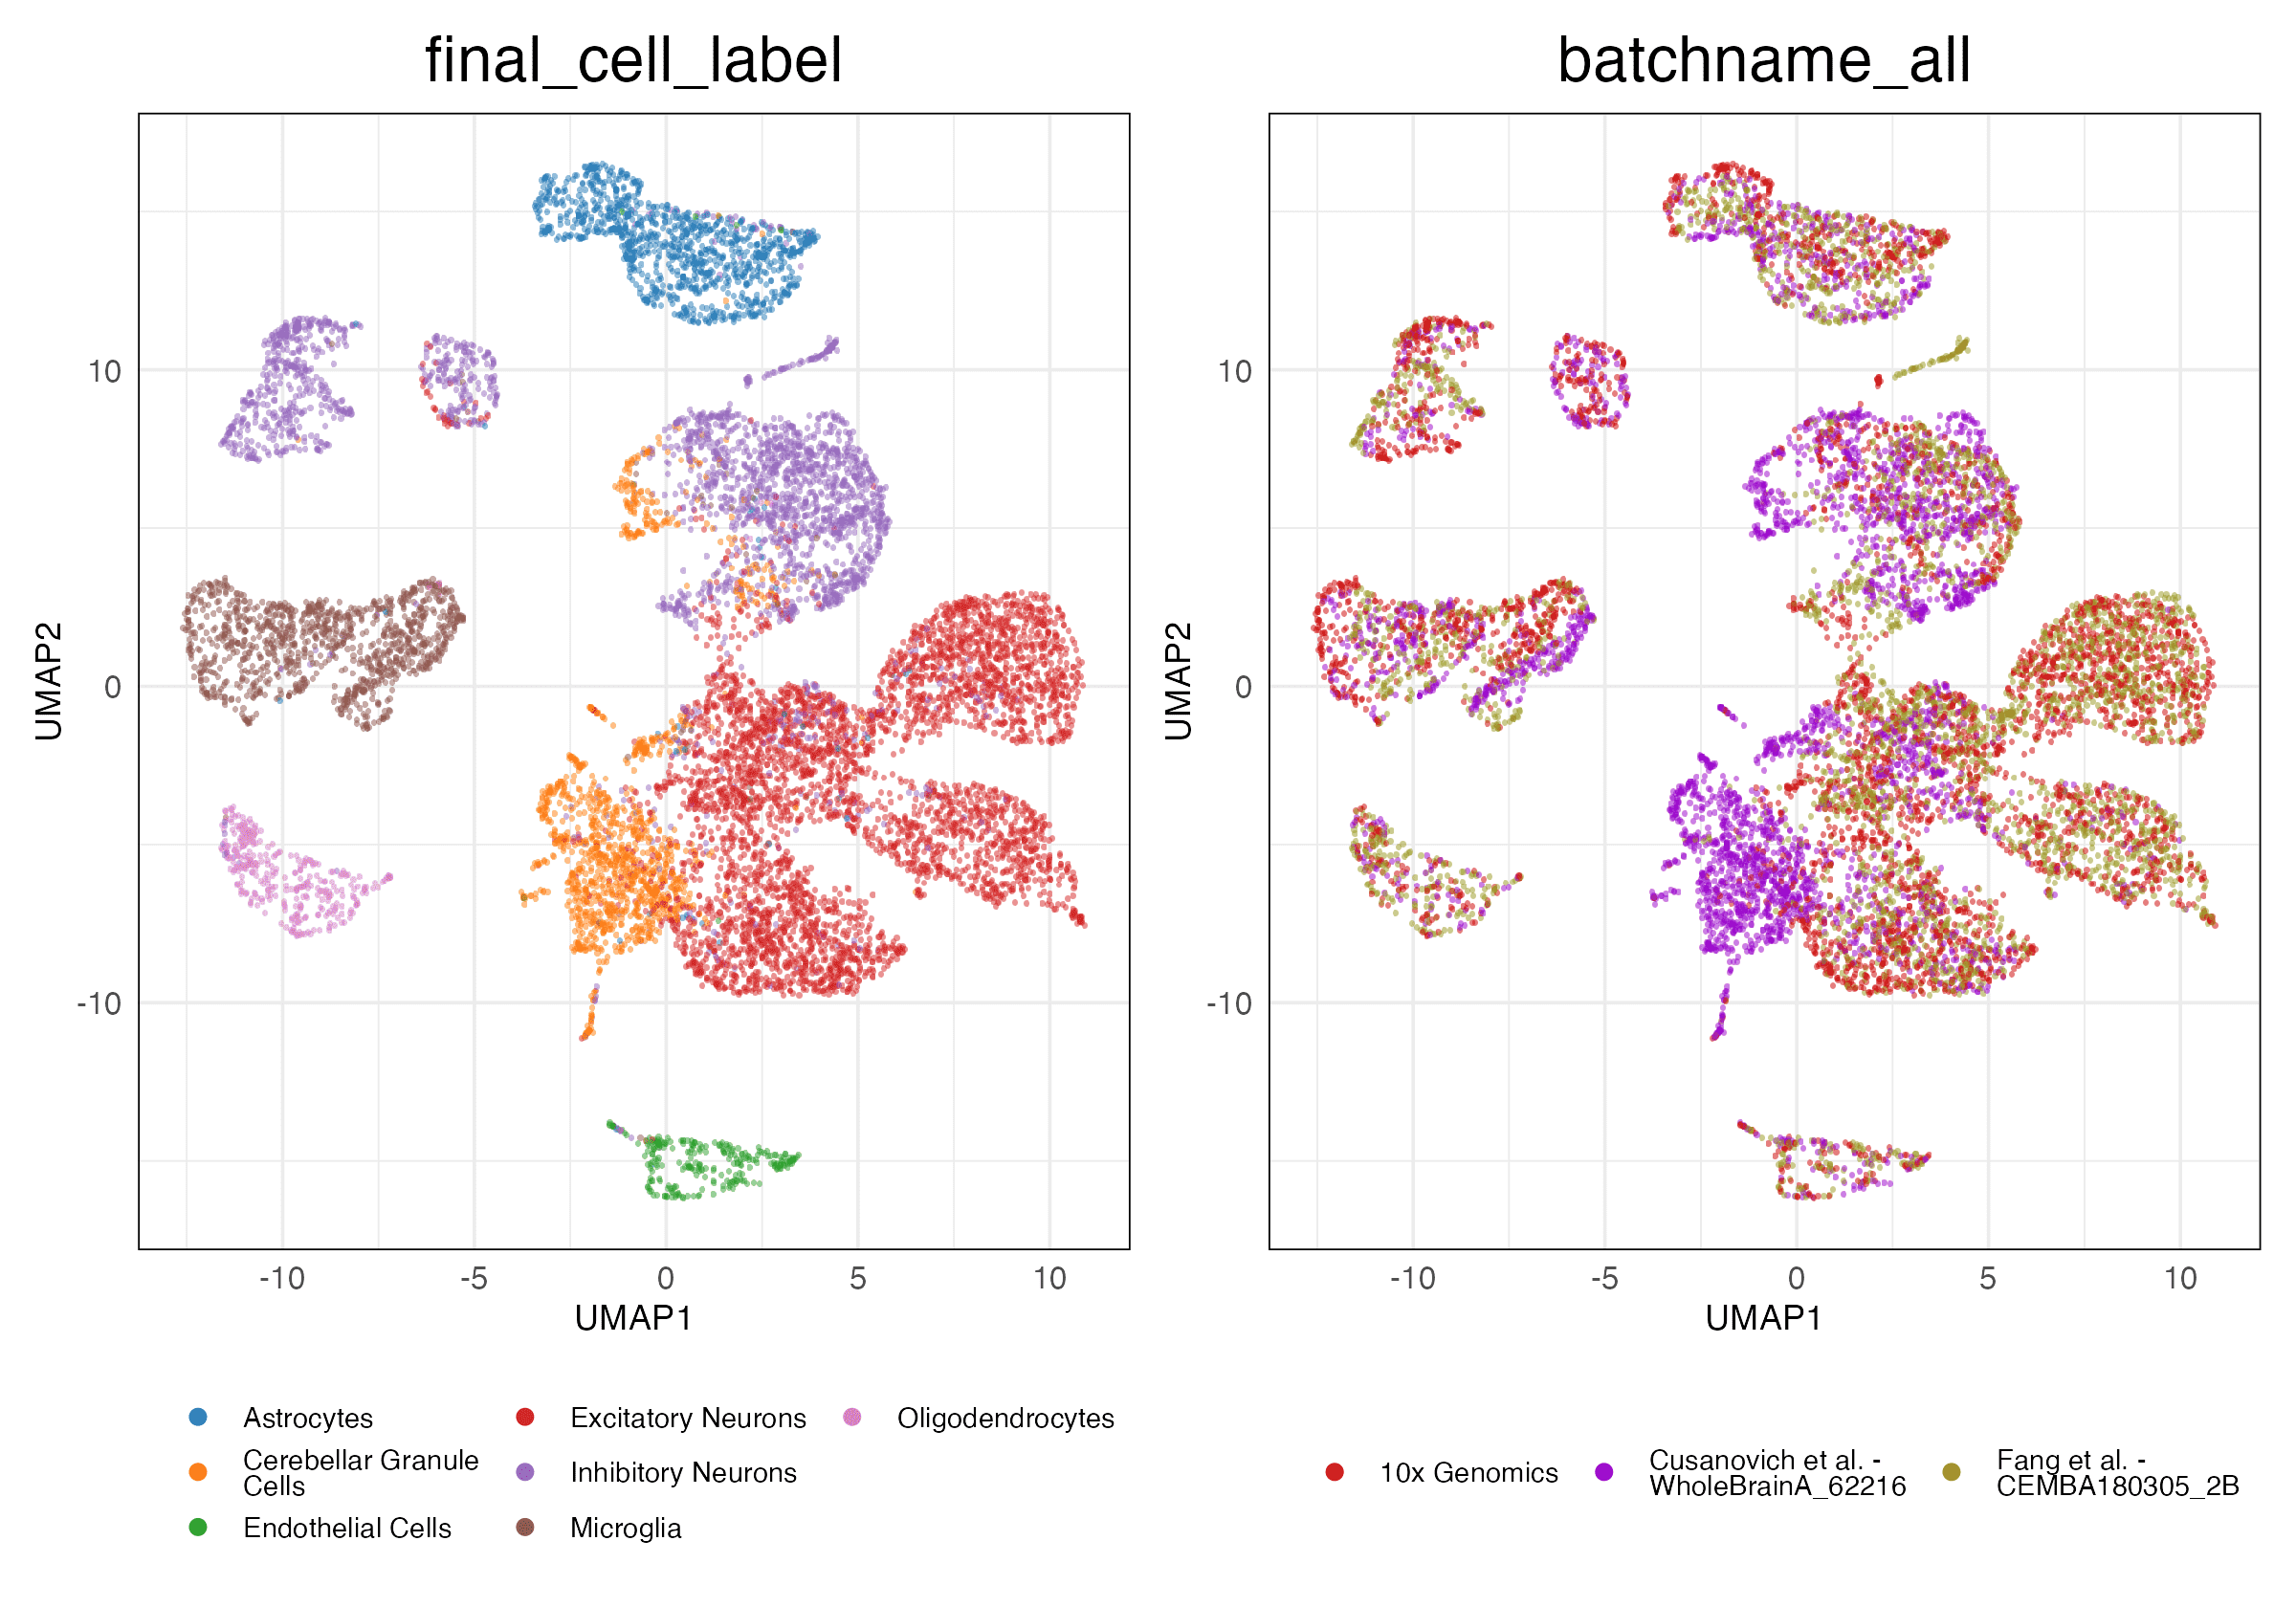 final_cell_label
batchname_all
10
0
-10
UMAP2
-10
-5
0
5
10
UMAP1
10
0
-10
UMAP2
-10
-5
0
5
10
UMAP1
Astrocytes
Cerebellar Granule
Cells
Endothelial Cells
Excitatory Neurons
Inhibitory Neurons
Microglia
Oligodendrocytes
10x Genomics
Cusanovich et al. -
WholeBrainA_62216
Fang et al. -
CEMBA180305_2B